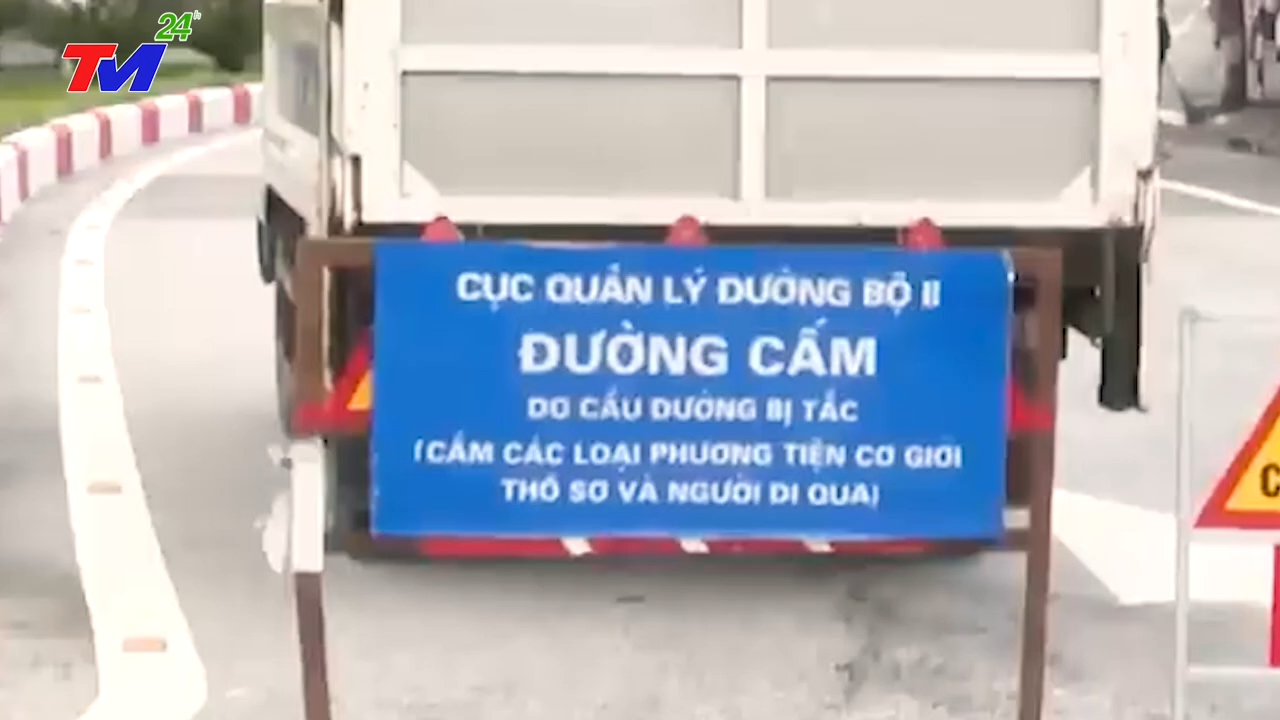 TM 24h
CỤC QUẢN LÝ ĐƯỜNG BỘ II
ĐƯỜNG CẤM
DO CẦU ĐƯỜNG BỊ TẮC
(CẤM CÁC LOẠI PHƯƠNG TIỆN CƠ GIỚI
THÔ SƠ VÀ NGƯỜI ĐI QUA)
C